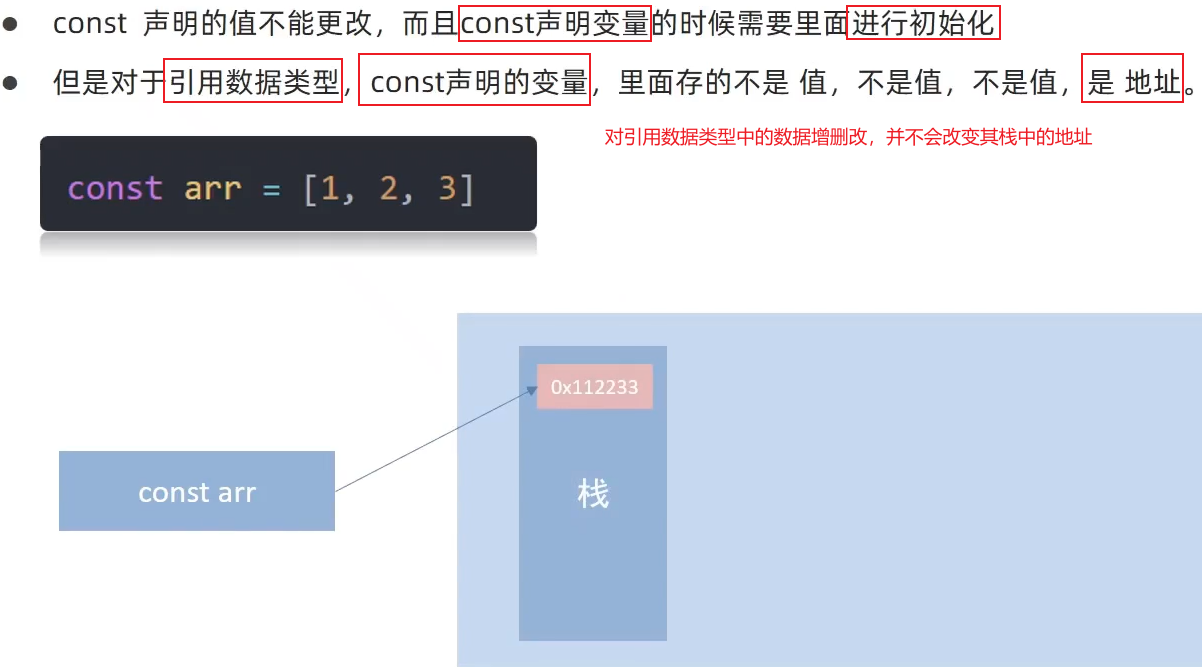 const 声明的值不能更改，而且const声明变量的时候需要里面进行初始化
但是对于引用数据类型，const声明的变量，里面存的不是 值，不是值，不是值，是 地址。
对引用数据类型中的数据增删改，并不会改变其栈中的地址
const arr = [1, 2, 3]
0x112233
const arr
栈